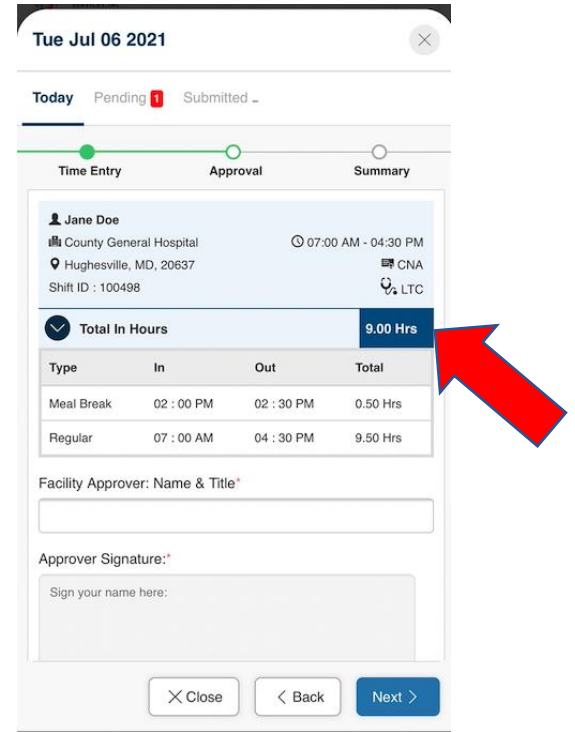 Tue Jul 06 2021
Today Pending 1 Submitted
Time Entry Approval Summary
Jane Doe
County General Hospital 07:00 AM - 04:30 PM
Hughesville, MD, 20637 CNA
Shift ID : 100498 LTC
Total In Hours 9.00 Hrs
Type In Out Total
Meal Break 02 : 00 PM 02 : 30 PM 0.50 Hrs
Regular 07 : 00 AM 04 : 30 PM 9.50 Hrs
Facility Approver: Name & Title*
Approver Signature:*
Sign your name here:
Close Back Next